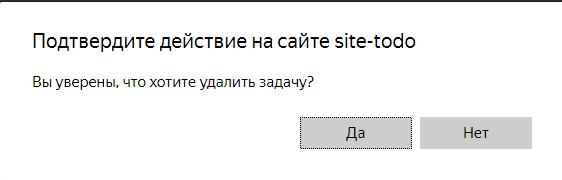 Подтвердите действие на сайте site-todo
Вы уверены, что хотите удалить задачу?
Да Нет